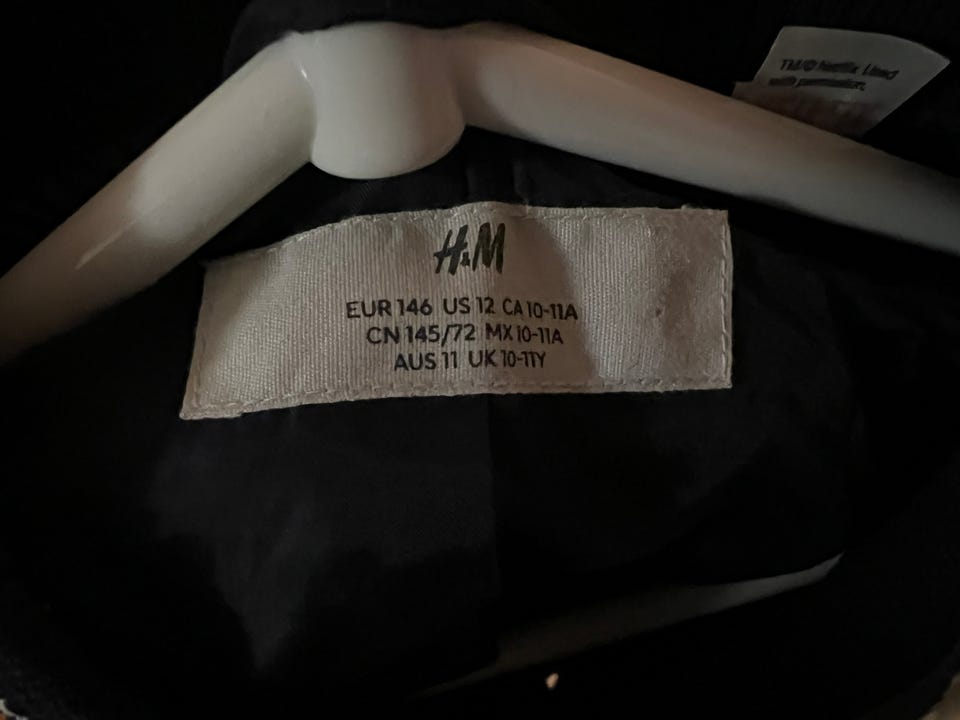 TM/© Netflix. Used
with permission.
H&M
EUR 146 US 12 CA 10-11A
CN 145/72 MX 10-11A
AUS 11 UK 10-11Y